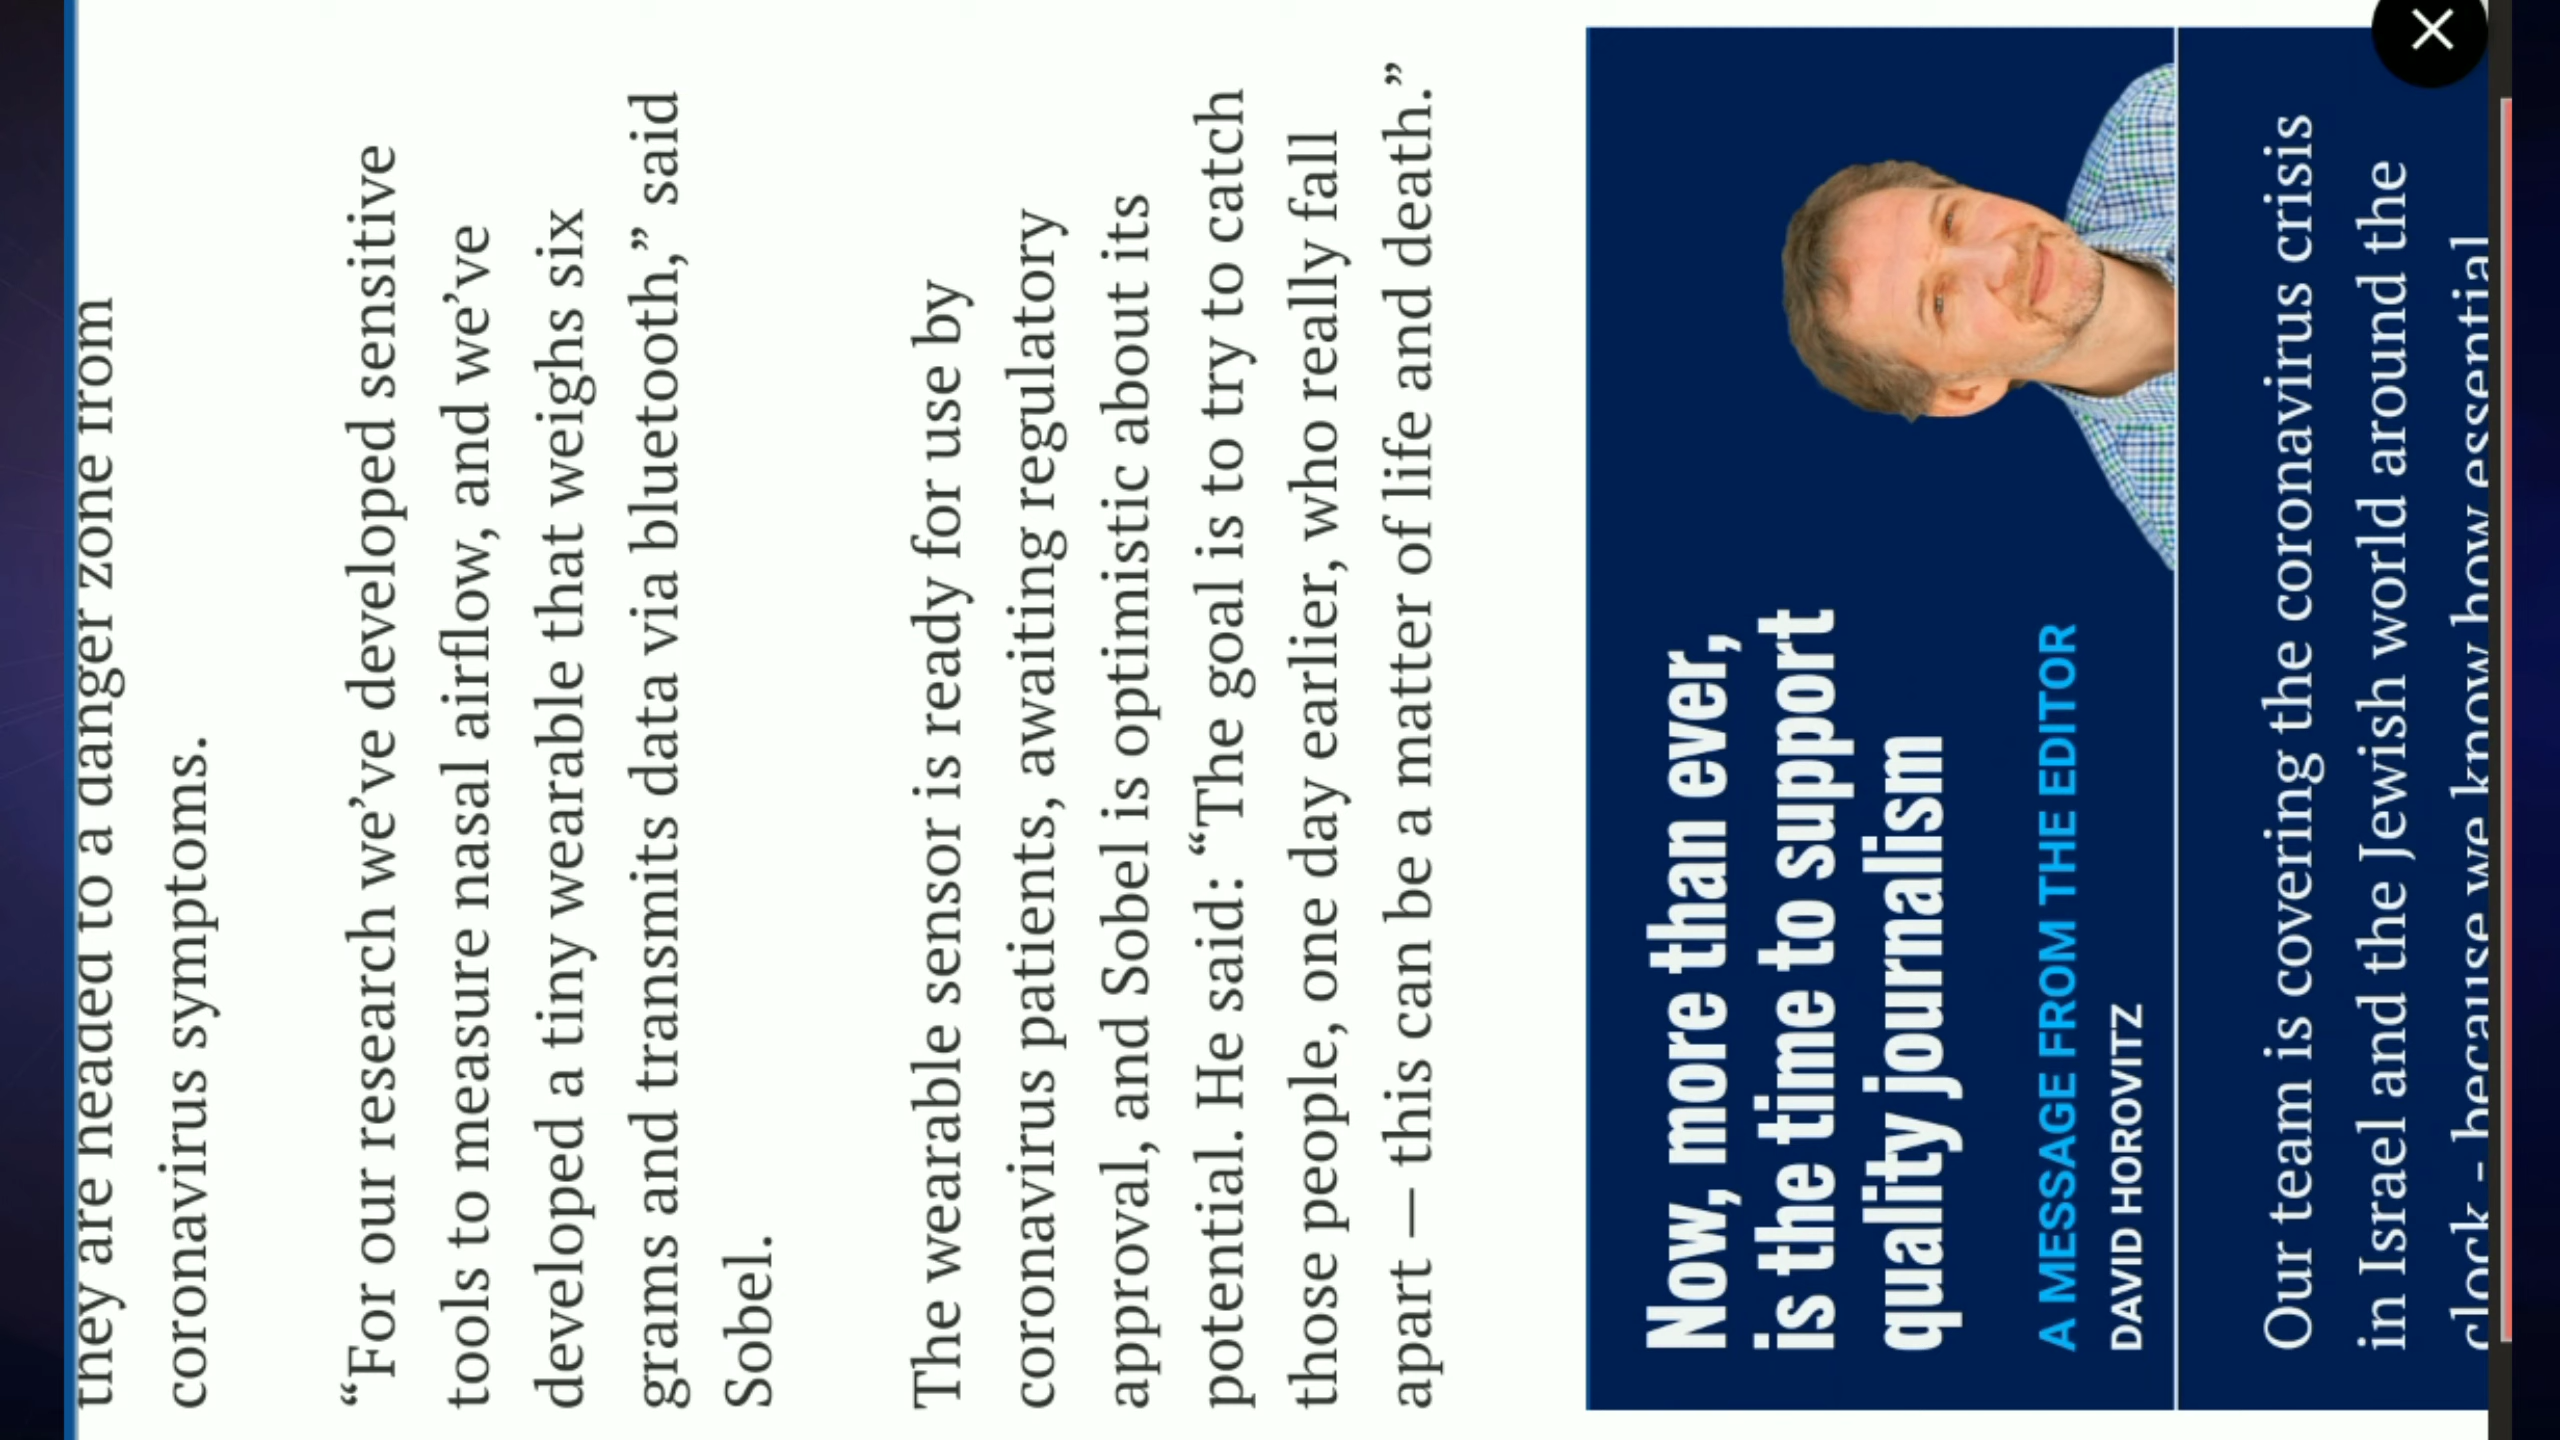 they are headed to a danger zone from
coronavirus symptoms.
“For our research we’ve developed sensitive
tools to measure nasal airflow, and we’ve
developed a tiny wearable that weighs six
grams and transmits data via bluetooth,” said
Sobel.
The wearable sensor is ready for use by
coronavirus patients, awaiting regulatory
approval, and Sobel is optimistic about its
potential. He said: “The goal is to try to catch
those people, one day earlier, who really fall
apart — this can be a matter of life and death.”
Now, more than ever,
is the time to support
quality journalism
A MESSAGE FROM THE EDITOR
DAVID HOROVITZ
Our team is covering the coronavirus crisis
in Israel and the Jewish world around the
clock - because we know how essential